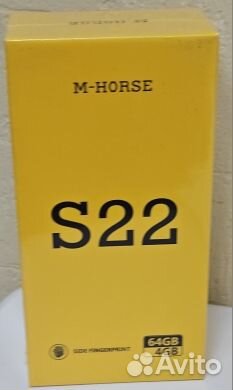 M-HORSE
S22
SIDE FINGERPRINT
64GB
4GB
Avito